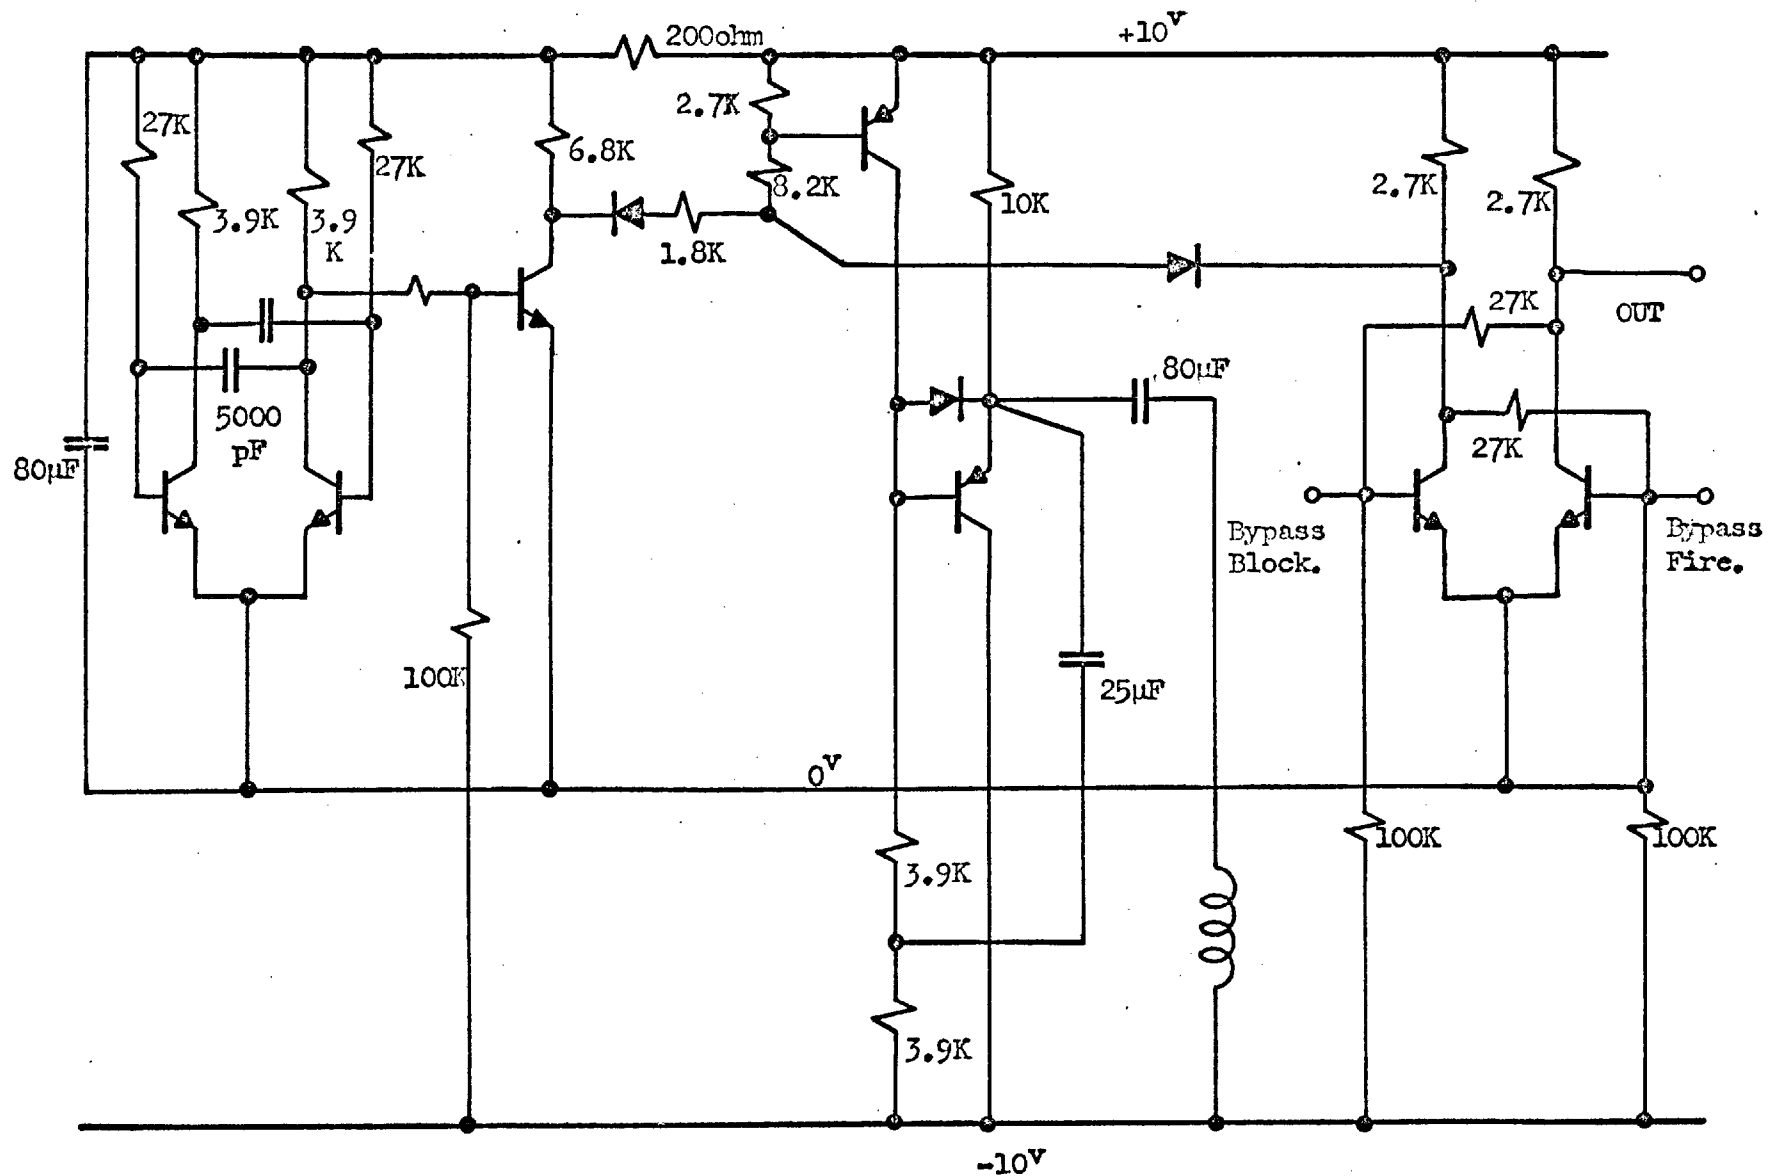 200ohm
+10V
27K
3.9K
3.9
K
27K
6.8K
2.7K
8.2K
1.8K
10K
2.7K
2.7K
27K
OUT
5000
pF
80µF
80µF
27K
Bypass
Block.
Bypass
Fire.
100K
25µF
0V
3.9K
100K
100K
3.9K
-10V